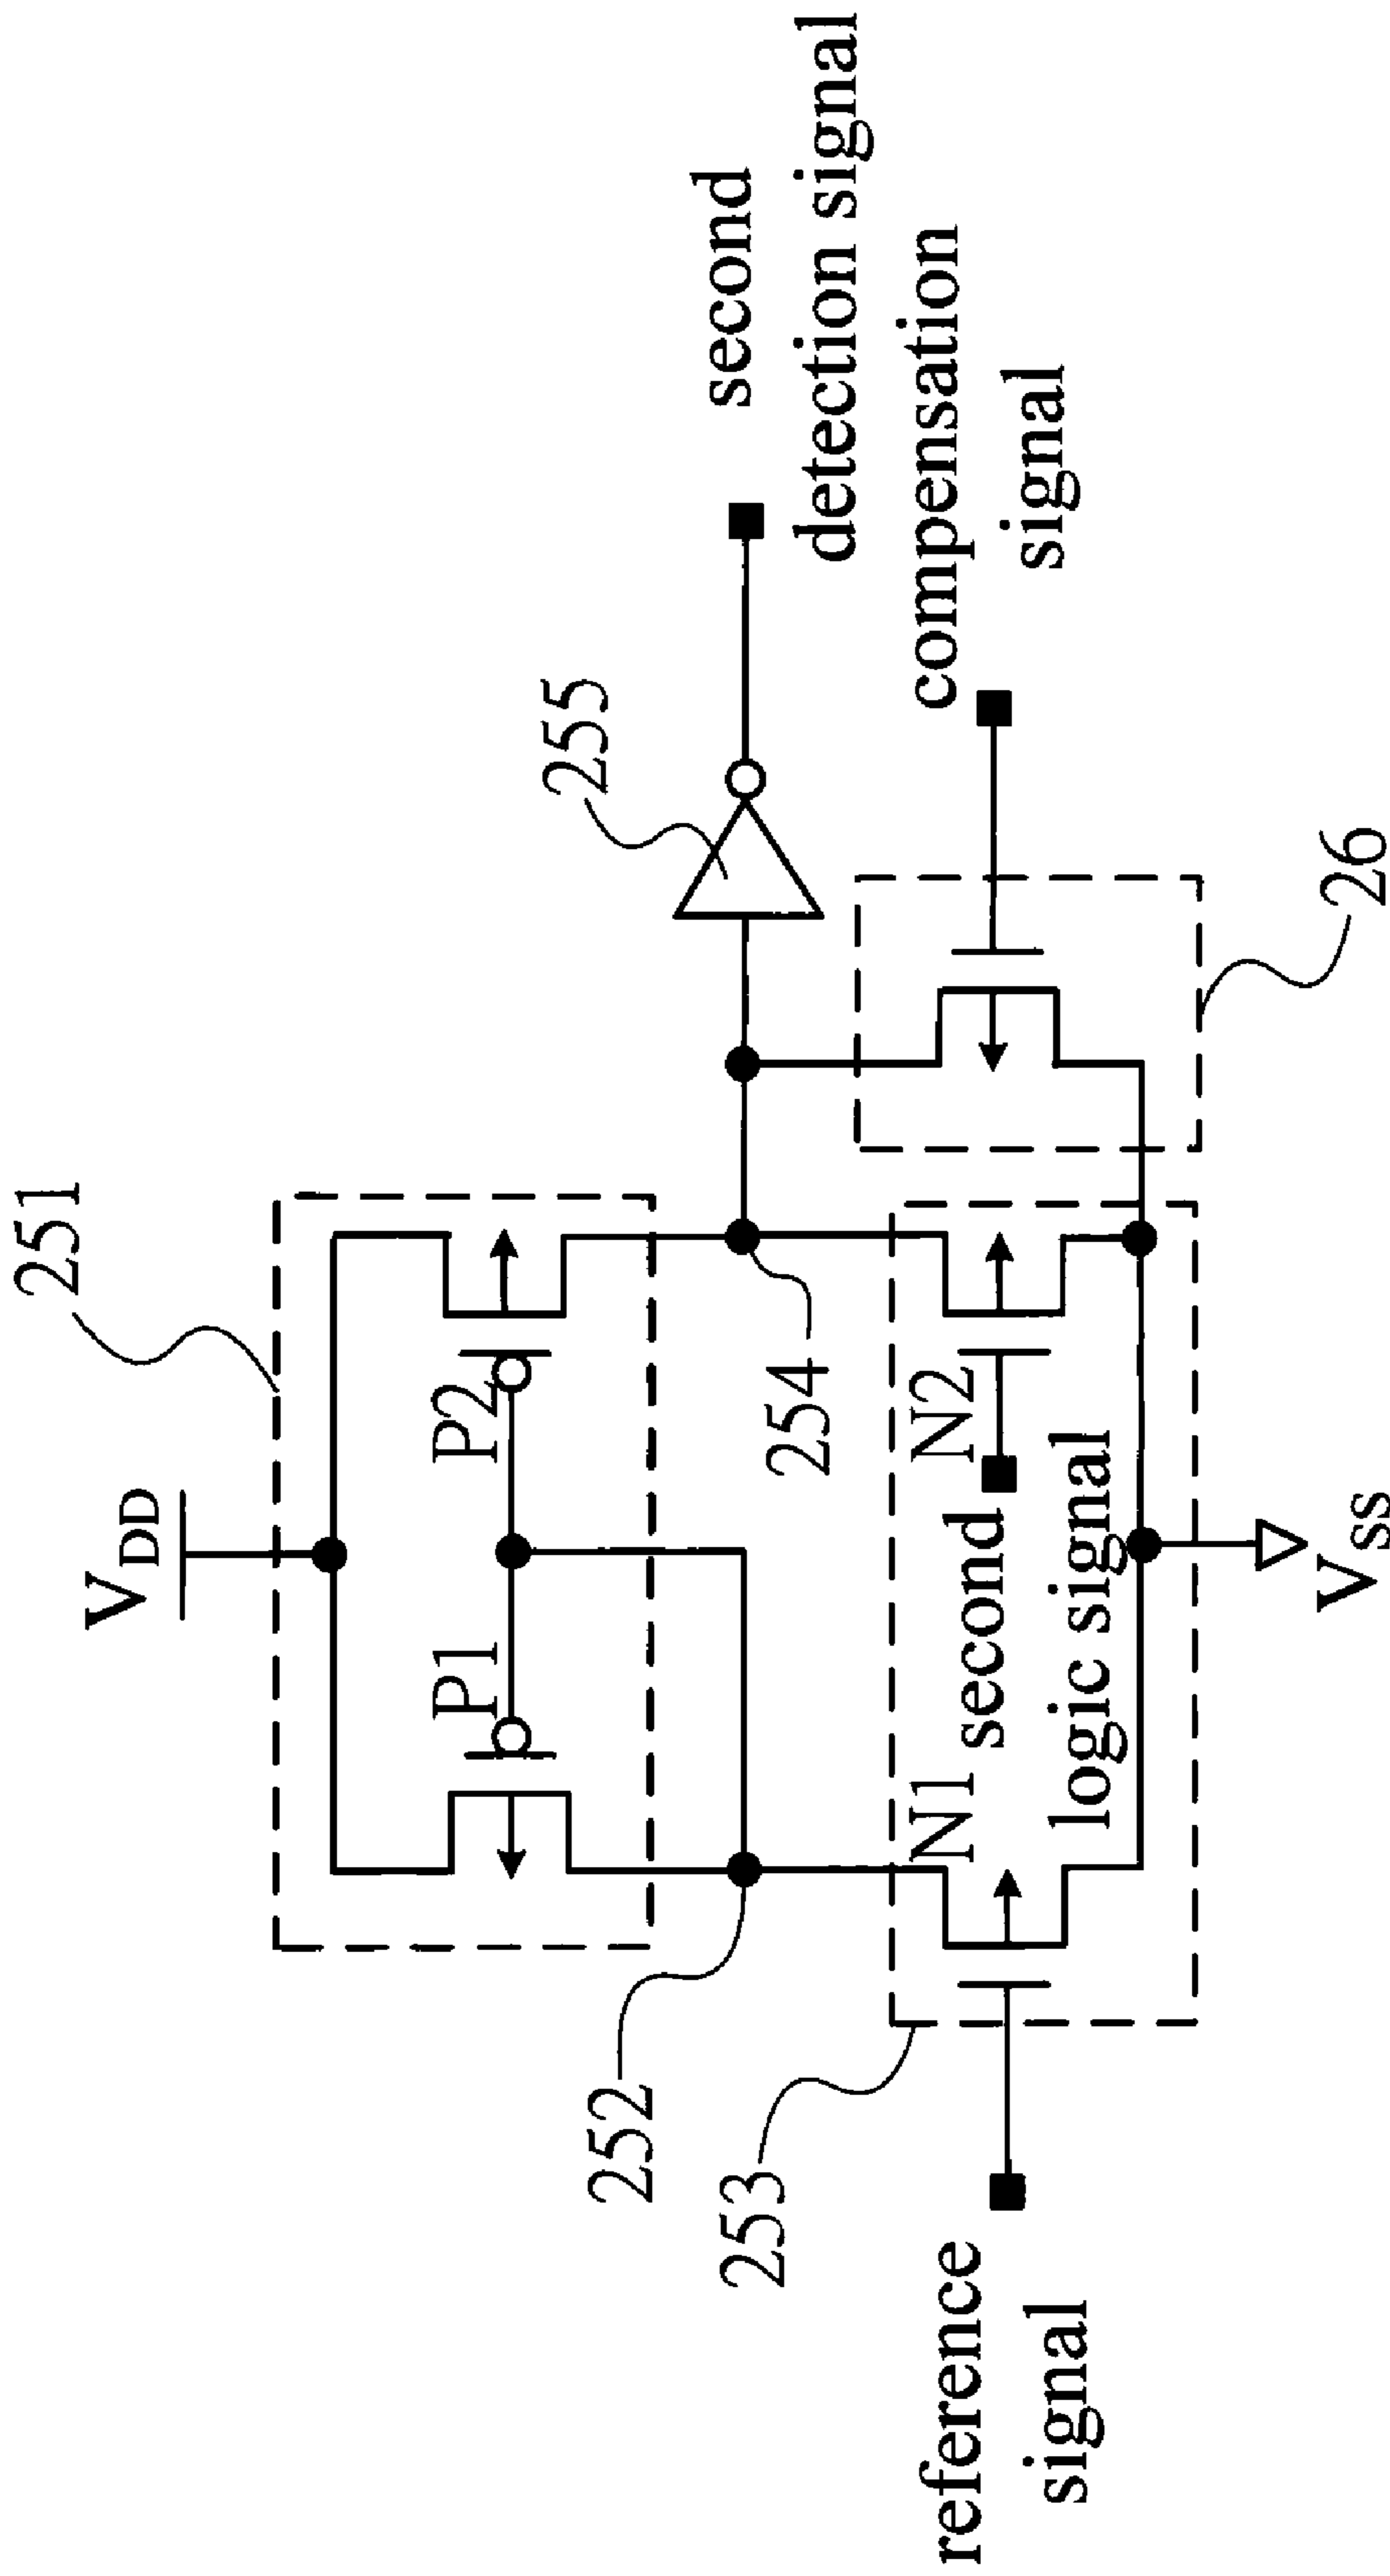 V_DD
251
P1
P2
252
254
255
second
detection signal
253
N1
N2
second
logic signal
compensation
signal
reference
signal
26
V_SS